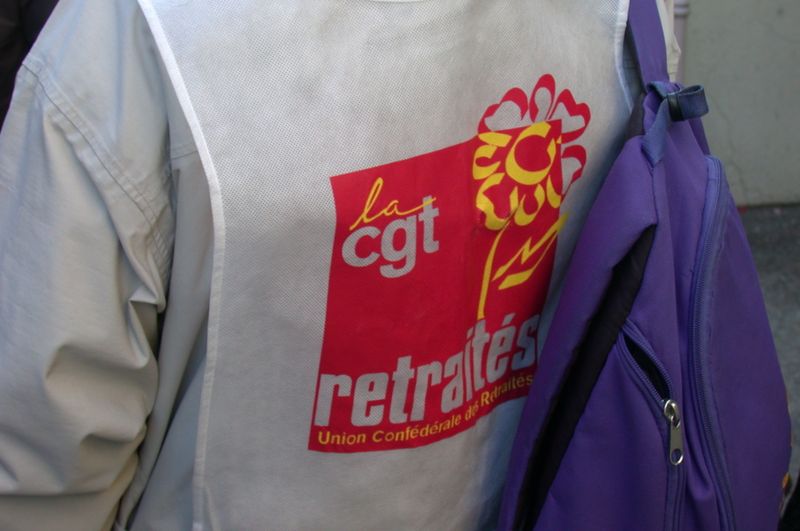 la
cgt
retraités
Union Confédérale des Retraités